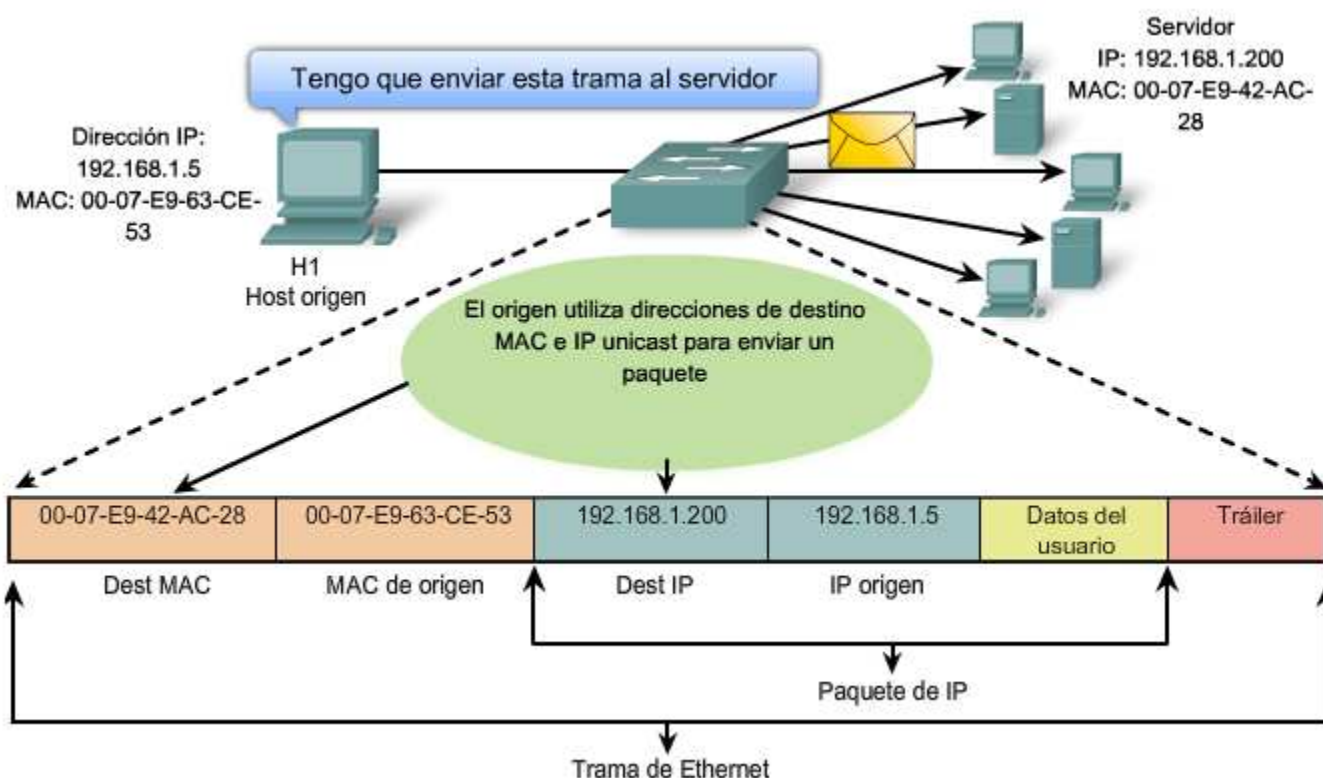 Tengo que enviar esta trama al servidor
Servidor
IP: 192.168.1.200
MAC: 00-07-E9-42-AC-
28
Dirección IP:
192.168.1.5
MAC: 00-07-E9-63-CE-
53
H1
Host origen
El origen utiliza direcciones de destino
MAC e IP unicast para enviar un
paquete
00-07-E9-42-AC-28
00-07-E9-63-CE-53
192.168.1.200
192.168.1.5
Datos del
usuario
Tráiler
Dest MAC
MAC de origen
Dest IP
IP origen
Paquete de IP
Trama de Ethernet